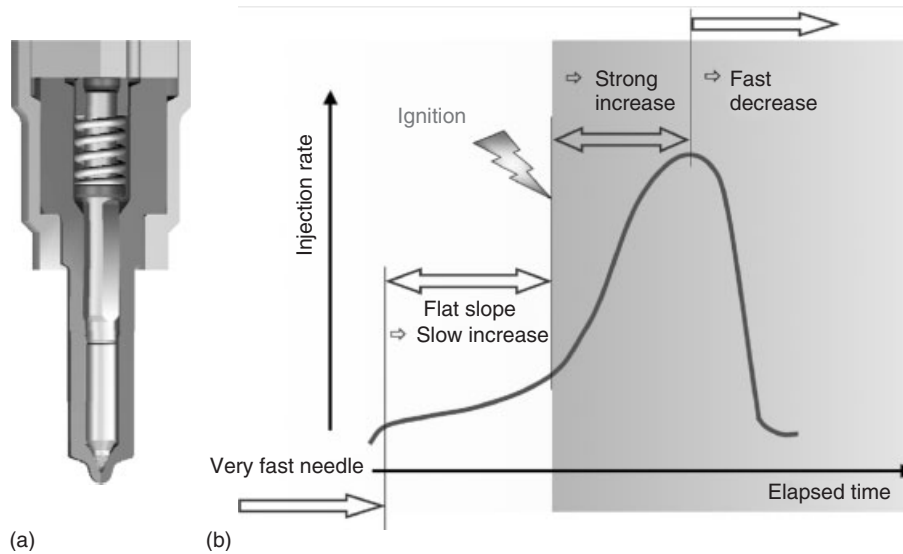 Strong
increase
Fast
decrease
Ignition
Injection rate
Flat slope
Slow increase
Very fast needle
Elapsed time
(a)
(b)